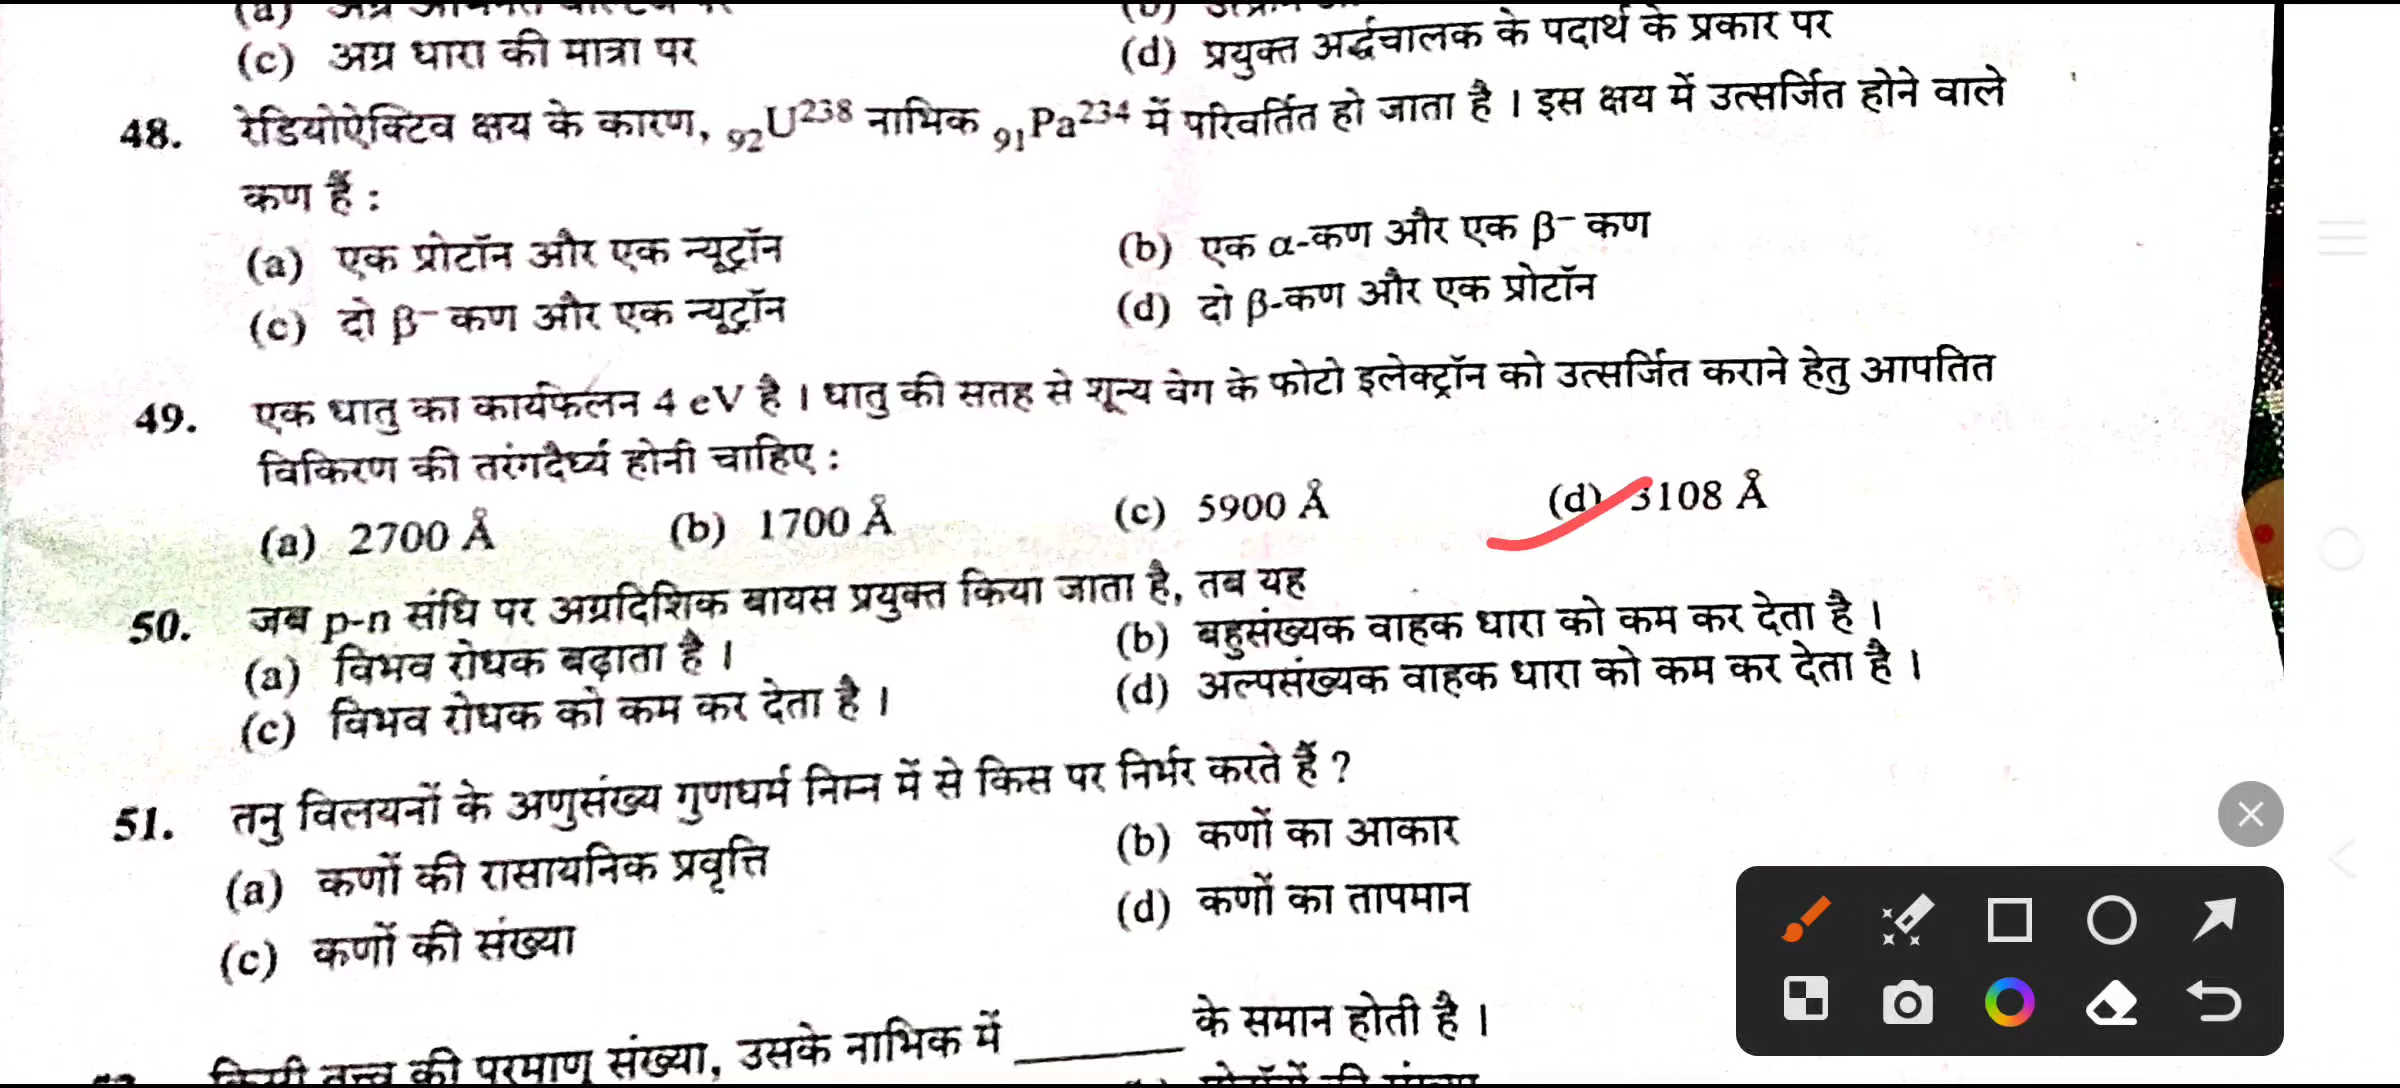 (c) अग्र धारा की मात्रा पर (d) प्रयुक्त अर्द्धचालक के पदार्थ के प्रकार पर
48. रेडियोऐक्टिव क्षय के कारण, ₉₂U²³⁸ नाभिक ₉₁Pa²³⁴ में परिवर्तित हो जाता है । इस क्षय में उत्सर्जित होने वाले
कण हैं :
(a) एक प्रोटॉन और एक न्यूट्रॉन (b) एक α-कण और एक β⁻ कण
(c) दो β⁻ कण और एक न्यूट्रॉन (d) दो β-कण और एक प्रोटॉन
49. एक धातु का कार्यफलन 4 eV है । धातु की सतह से शून्य वेग के फोटो इलेक्ट्रॉन को उत्सर्जित कराने हेतु आपतित
विकिरण की तरंगदैर्घ्य होनी चाहिए :
(a) 2700 Å (b) 1700 Å (c) 5900 Å (d) 3108 Å
50. जब p-n संधि पर अग्रदिशिक बायस प्रयुक्त किया जाता है, तब यह
(a) विभव रोधक बढ़ाता है । (b) बहुसंख्यक वाहक धारा को कम कर देता है ।
(c) विभव रोधक को कम कर देता है । (d) अल्पसंख्यक वाहक धारा को कम कर देता है ।
51. तनु विलयनों के अणुसंख्य गुणधर्म निम्न में से किस पर निर्भर करते हैं ?
(a) कणों की रासायनिक प्रवृत्ति (b) कणों का आकार
(c) कणों की संख्या (d) कणों का तापमान
किसी तत्त्व की परमाणु संख्या, उसके नाभिक में ______ के समान होती है ।